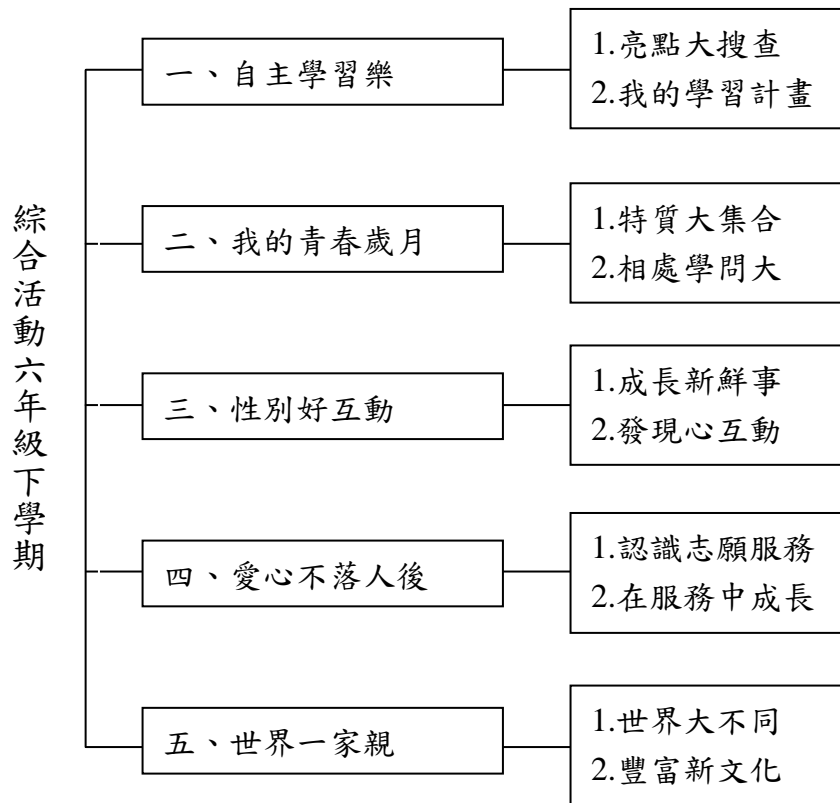 綜合活動六年級下學期
一、自主學習樂
1.亮點大搜查
2.我的學習計畫
二、我的青春歲月
1.特質大集合
2.相處學問大
三、性別好互動
1.成長新鮮事
2.發現心互動
四、愛心不落人後
1.認識志願服務
2.在服務中成長
五、世界一家親
1.世界大不同
2.豐富新文化